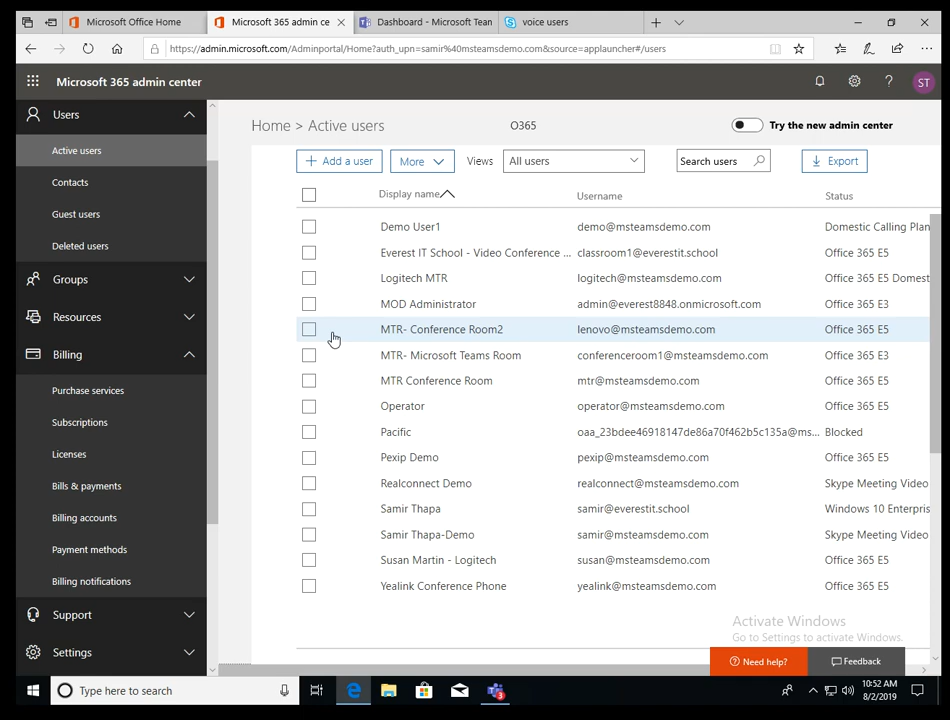 Microsoft Office Home
Microsoft 365 admin ce
Dashboard - Microsoft Team
voice users
https://admin.microsoft.com/Adminportal/Home?auth_upn=samir%40msteamsdemo.com&source=applauncher#/users
Microsoft 365 admin center
ST
Users
Active users
Contacts
Guest users
Deleted users
Groups
Resources
Billing
Purchase services
Subscriptions
Licenses
Bills & payments
Billing accounts
Payment methods
Billing notifications
Support
Settings
Home > Active users
O365
Try the new admin center
Add a user
More
Views
All users
Search users
Export
Display name Username Status
Demo User1 demo@msteamsdemo.com Domestic Calling Plan
Everest IT School - Video Conference ... classroom1@everestit.school Office 365 E5
Logitech MTR logitech@msteamsdemo.com Office 365 E5 Domest
MOD Administrator admin@everest8848.onmicrosoft.com Office 365 E3
MTR- Conference Room2 lenovo@msteamsdemo.com Office 365 E5
MTR- Microsoft Teams Room conferenceroom1@msteamsdemo.com Office 365 E3
MTR Conference Room mtr@msteamsdemo.com Office 365 E5
Operator operator@msteamsdemo.com Office 365 E5
Pacific oaa_23bdee46918147de86a70f462b5c135a@ms... Blocked
Pexip Demo pexip@msteamsdemo.com Office 365 E5
Realconnect Demo realconnect@msteamsdemo.com Skype Meeting Video
Samir Thapa samir@everestit.school Windows 10 Enterpris
Samir Thapa-Demo samir@msteamsdemo.com Skype Meeting Video
Susan Martin - Logitech susan@msteamsdemo.com Office 365 E5
Yealink Conference Phone yealink@msteamsdemo.com Office 365 E5
Activate Windows
Go to Settings to activate Windows.
Need help?
Feedback
Type here to search
3
10:52 AM
8/2/2019